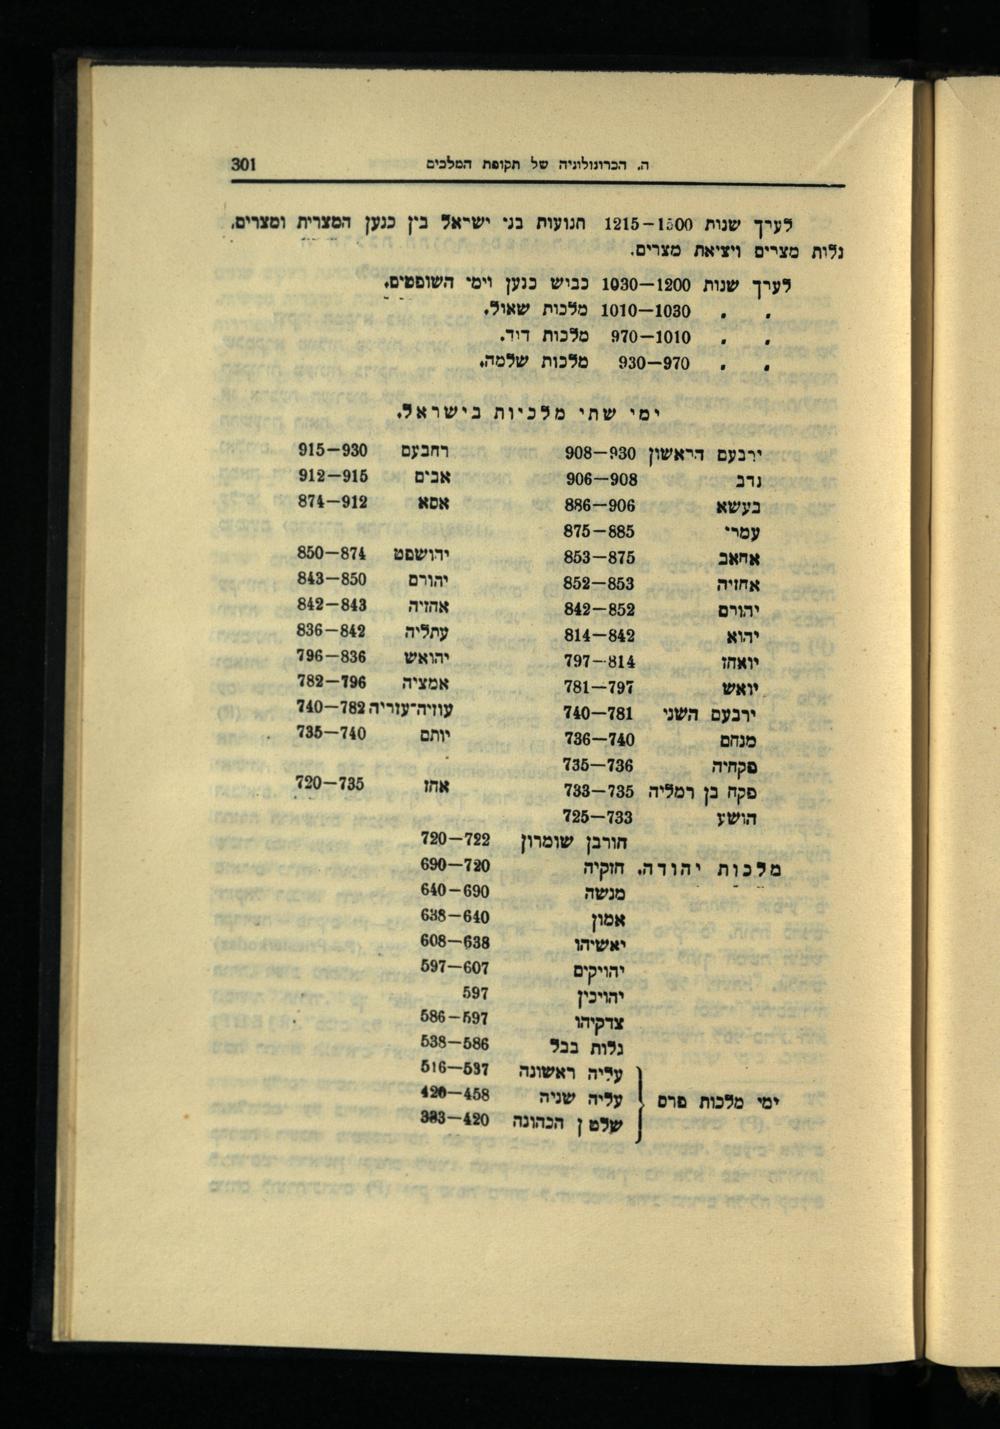 ה. הכרונולוגיה של תקופת המלכים 301
לערך שנות 1500—1215 תנועות בני ישראל בין כנען המצרית ומצרים,
גלות מצרים ויציאת מצרים.
לערך שנות 1200—1030 כבוש כנען וימי השופטים.
„ „ 1030—1010 מלכות שאול.
„ „ 1010—970 מלכות דוד.
„ „ 970—930 מלכות שלמה.
ימי שתי מלכיות בישראל.
ירבעם הראשון 930—908 רחבעם 930—915
נדב 908—906 אבים 915—912
בעשא 906—886 אסא 912—874
עמרי 885—875
אחאב 875—853 יהושפט 874—850
אחזיה 853—852 יהורם 850—843
יהורם 852—842 אחזיה 843—842
יהוא 842—814 עתליה 842—836
יואחז 814—797 יהואש 836—796
יואש 797—781 אמציה 796—782
ירבעם השני 781—740 עוזיה־עזריה 782—740
מנחם 740—736 יותם 740—735
פקחיה 736—735
פקח בן רמליה 735—733 אחז 735—720
הושע 733—725
חורבן שומרון 722—720
מלכות יהודה. חזקיה 720—690
מנשה 690—640
אמון 640—638
יאשיהו 638—608
יהויקים 607—597
יהויכין 597
צדקיהו 597—586
גלות בבל 586—538
עליה ראשונה 537—516
ימי מלכות פרס עליה שניה 458—420
שלטון הכהונה 420—333